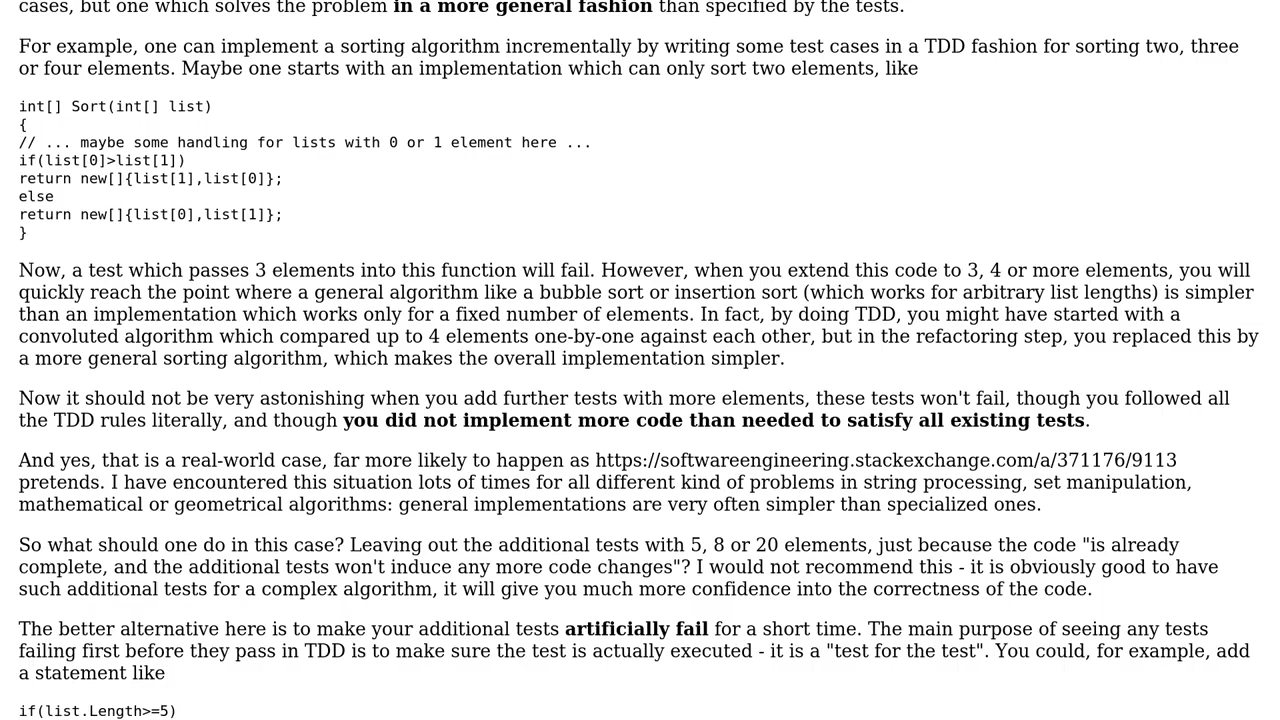 cases, but one which solves the problem in a more general fashion than specified by the tests.
For example, one can implement a sorting algorithm incrementally by writing some test cases in a TDD fashion for sorting two, three
or four elements. Maybe one starts with an implementation which can only sort two elements, like
int[] Sort(int[] list)
{
// ... maybe some handling for lists with 0 or 1 element here ...
if(list[0]>list[1])
return new[]{list[1],list[0]};
else
return new[]{list[0],list[1]};
}
Now, a test which passes 3 elements into this function will fail. However, when you extend this code to 3, 4 or more elements, you will
quickly reach the point where a general algorithm like a bubble sort or insertion sort (which works for arbitrary list lengths) is simpler
than an implementation which works only for a fixed number of elements. In fact, by doing TDD, you might have started with a
convoluted algorithm which compared up to 4 elements one-by-one against each other, but in the refactoring step, you replaced this by
a more general sorting algorithm, which makes the overall implementation simpler.
Now it should not be very astonishing when you add further tests with more elements, these tests won't fail, though you followed all
the TDD rules literally, and though you did not implement more code than needed to satisfy all existing tests.
And yes, that is a real-world case, far more likely to happen as https://softwareengineering.stackexchange.com/a/371176/9113
pretends. I have encountered this situation lots of times for all different kind of problems in string processing, set manipulation,
mathematical or geometrical algorithms: general implementations are very often simpler than specialized ones.
So what should one do in this case? Leaving out the additional tests with 5, 8 or 20 elements, just because the code "is already
complete, and the additional tests won't induce any more code changes"? I would not recommend this - it is obviously good to have
such additional tests for a complex algorithm, it will give you much more confidence into the correctness of the code.
The better alternative here is to make your additional tests artificially fail for a short time. The main purpose of seeing any tests
failing first before they pass in TDD is to make sure the test is actually executed - it is a "test for the test". You could, for example, add
a statement like
if(list.Length>=5)